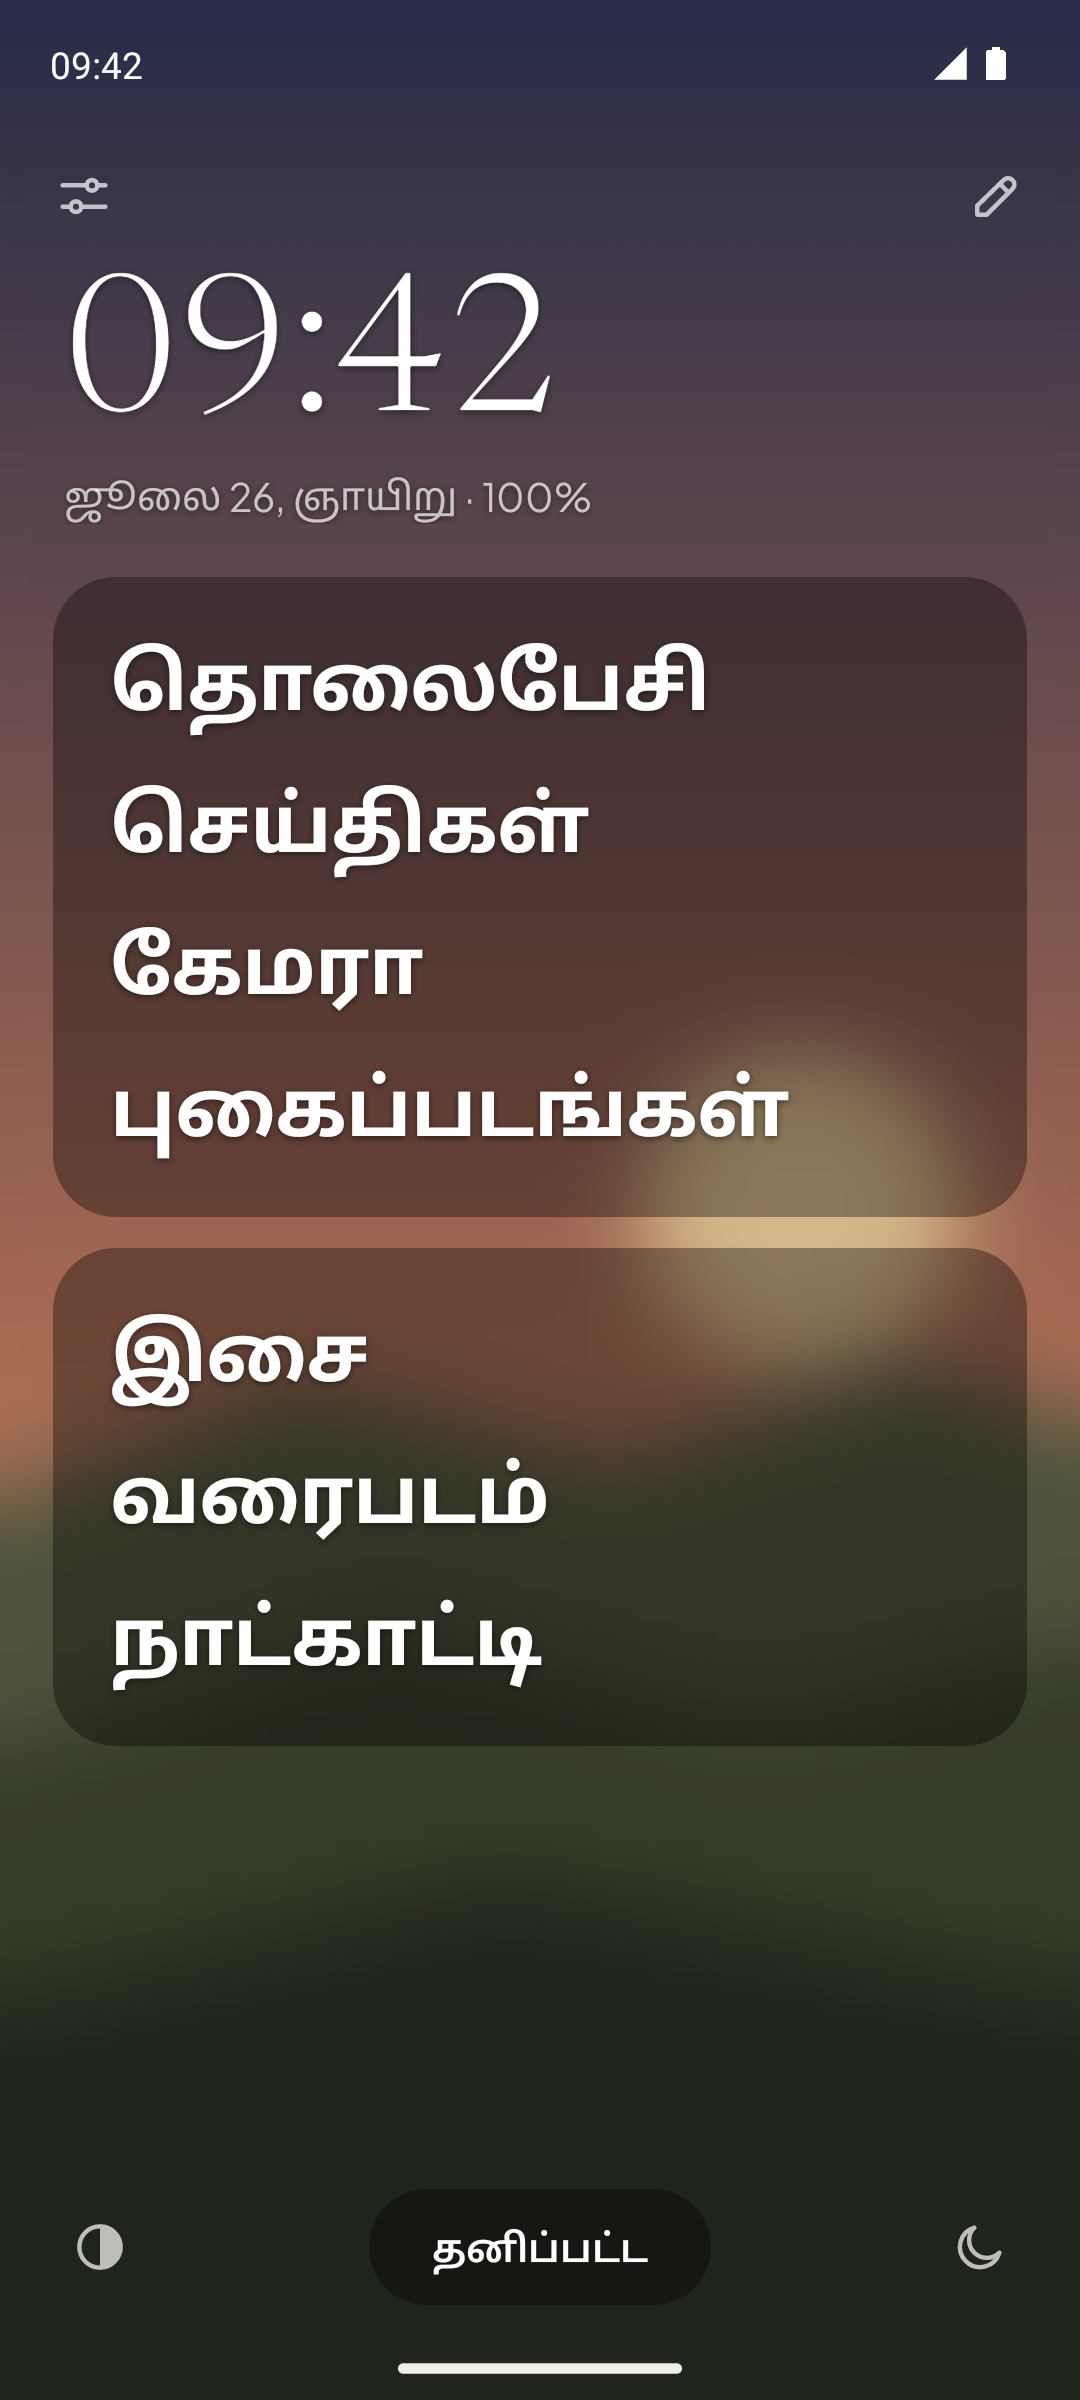 09:42
09:42
ஜூலை 26, ஞாயிறு · 100%
தொலைபேசி
செய்திகள்
கேமரா
புகைப்படங்கள்
இசை
வரைபடம்
நாட்காட்டி
தனிப்பட்ட